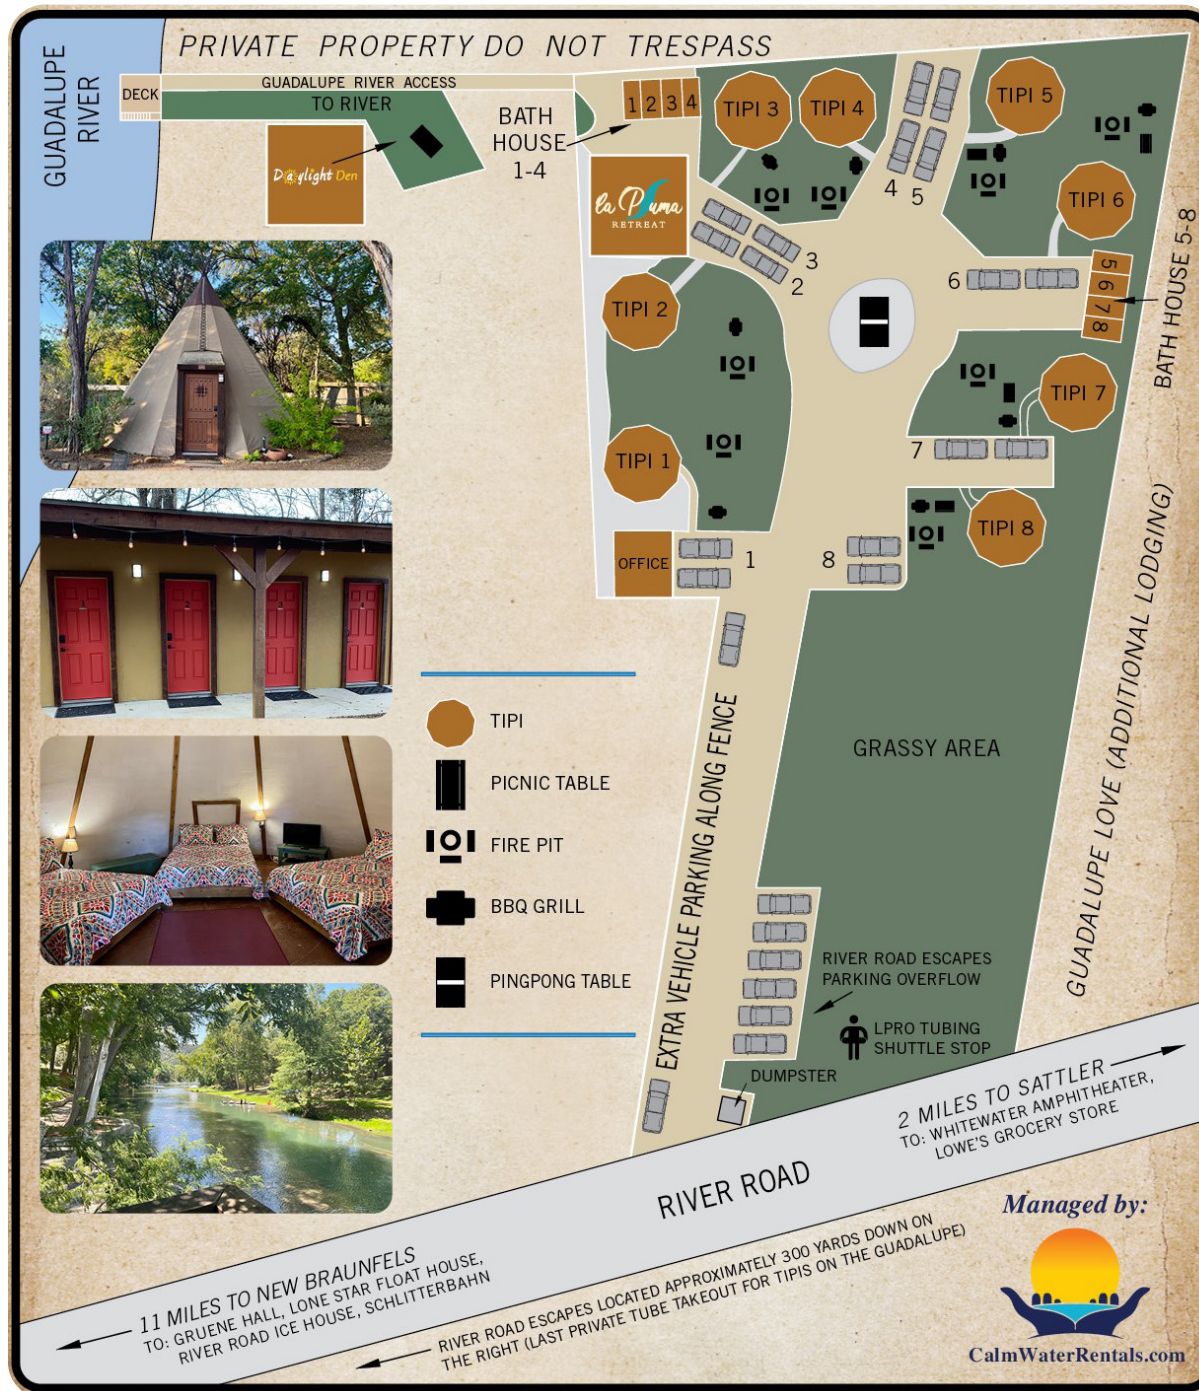 PRIVATE PROPERTY DO NOT TRESPASS
GUADALUPE
RIVER
DECK
GUADALUPE RIVER ACCESS
TO RIVER
Daylight Den
BATH
HOUSE
1-4
1 2 3 4
la Pluma
RETREAT
TIPI 3
TIPI 4
TIPI 5
4
5
TIPI 6
3
2
6
5
6
7
8
BATH HOUSE 5-8
TIPI 2
TIPI 7
7
TIPI 1
TIPI 8
OFFICE
1
8
TIPI
PICNIC TABLE
FIRE PIT
BBQ GRILL
PINGPONG TABLE
EXTRA VEHICLE PARKING ALONG FENCE
GRASSY AREA
GUADALUPE LOVE (ADDITIONAL LODGING)
RIVER ROAD ESCAPES
PARKING OVERFLOW
LPRO TUBING
SHUTTLE STOP
DUMPSTER
2 MILES TO SATTLER
TO: WHITEWATER AMPHITHEATER,
LOWE'S GROCERY STORE
RIVER ROAD
11 MILES TO NEW BRAUNFELS
TO: GRUENE HALL, LONE STAR FLOAT HOUSE,
RIVER ROAD ICE HOUSE, SCHLITTERBAHN
RIVER ROAD ESCAPES LOCATED APPROXIMATELY 300 YARDS DOWN ON
THE RIGHT (LAST PRIVATE TUBE TAKEOUT FOR TIPIS ON THE GUADALUPE)
Managed by:
CalmWaterRentals.com